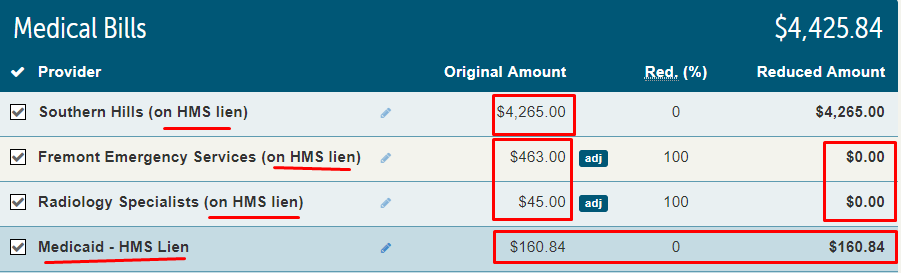 Medical Bills $4,425.84
Provider Original Amount Red. (%) Reduced Amount
Southern Hills (on HMS lien) $4,265.00 0 $4,265.00
Fremont Emergency Services (on HMS lien) $463.00 adj 100 $0.00
Radiology Specialists (on HMS lien) $45.00 adj 100 $0.00
Medicaid - HMS Lien $160.84 0 $160.84